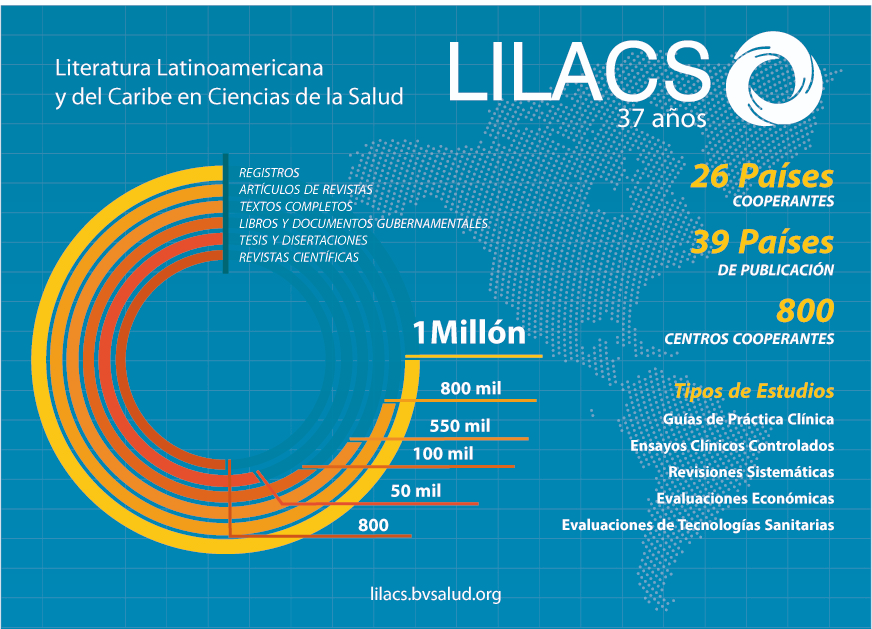 Literatura Latinoamericana
y del Caribe en Ciencias de la Salud
LILACS
37 años
REGISTROS
ARTÍCULOS DE REVISTAS
TEXTOS COMPLETOS
LIBROS Y DOCUMENTOS GUBERNAMENTALES
TESIS Y DISERTACIONES
REVISTAS CIENTÍFICAS
1Millón
800 mil
550 mil
100 mil
50 mil
800
26 Países
COOPERANTES
39 Países
DE PUBLICACIÓN
800
CENTROS COOPERANTES
Tipos de Estudios
Guías de Práctica Clínica
Ensayos Clínicos Controlados
Revisiones Sistemáticas
Evaluaciones Económicas
Evaluaciones de Tecnologías Sanitarias
lilacs.bvsalud.org